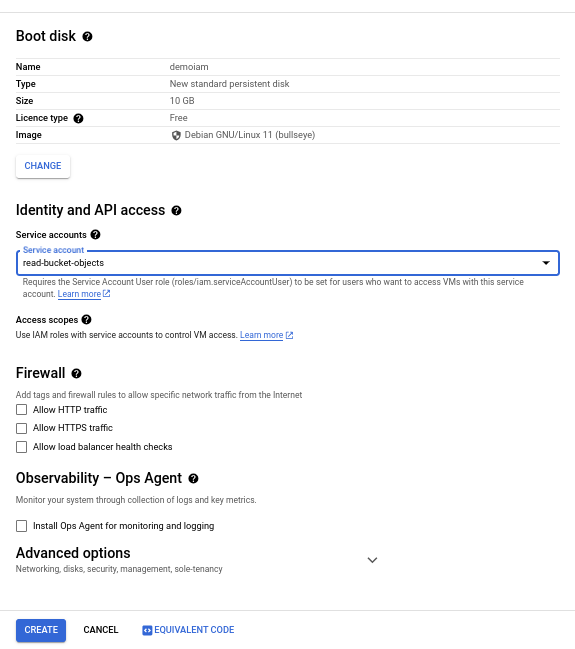 Boot disk
Name demoiam
Type New standard persistent disk
Size 10 GB
Licence type Free
Image Debian GNU/Linux 11 (bullseye)
CHANGE
Identity and API access
Service accounts
Service account
read-bucket-objects
Requires the Service Account User role (roles/iam.serviceAccountUser) to be set for users who want to access VMs with this service
account. Learn more
Access scopes
Use IAM roles with service accounts to control VM access. Learn more
Firewall
Add tags and firewall rules to allow specific network traffic from the Internet
Allow HTTP traffic
Allow HTTPS traffic
Allow load balancer health checks
Observability – Ops Agent
Monitor your system through collection of logs and key metrics.
Install Ops Agent for monitoring and logging
Advanced options
Networking, disks, security, management, sole-tenancy
CREATE CANCEL EQUIVALENT CODE